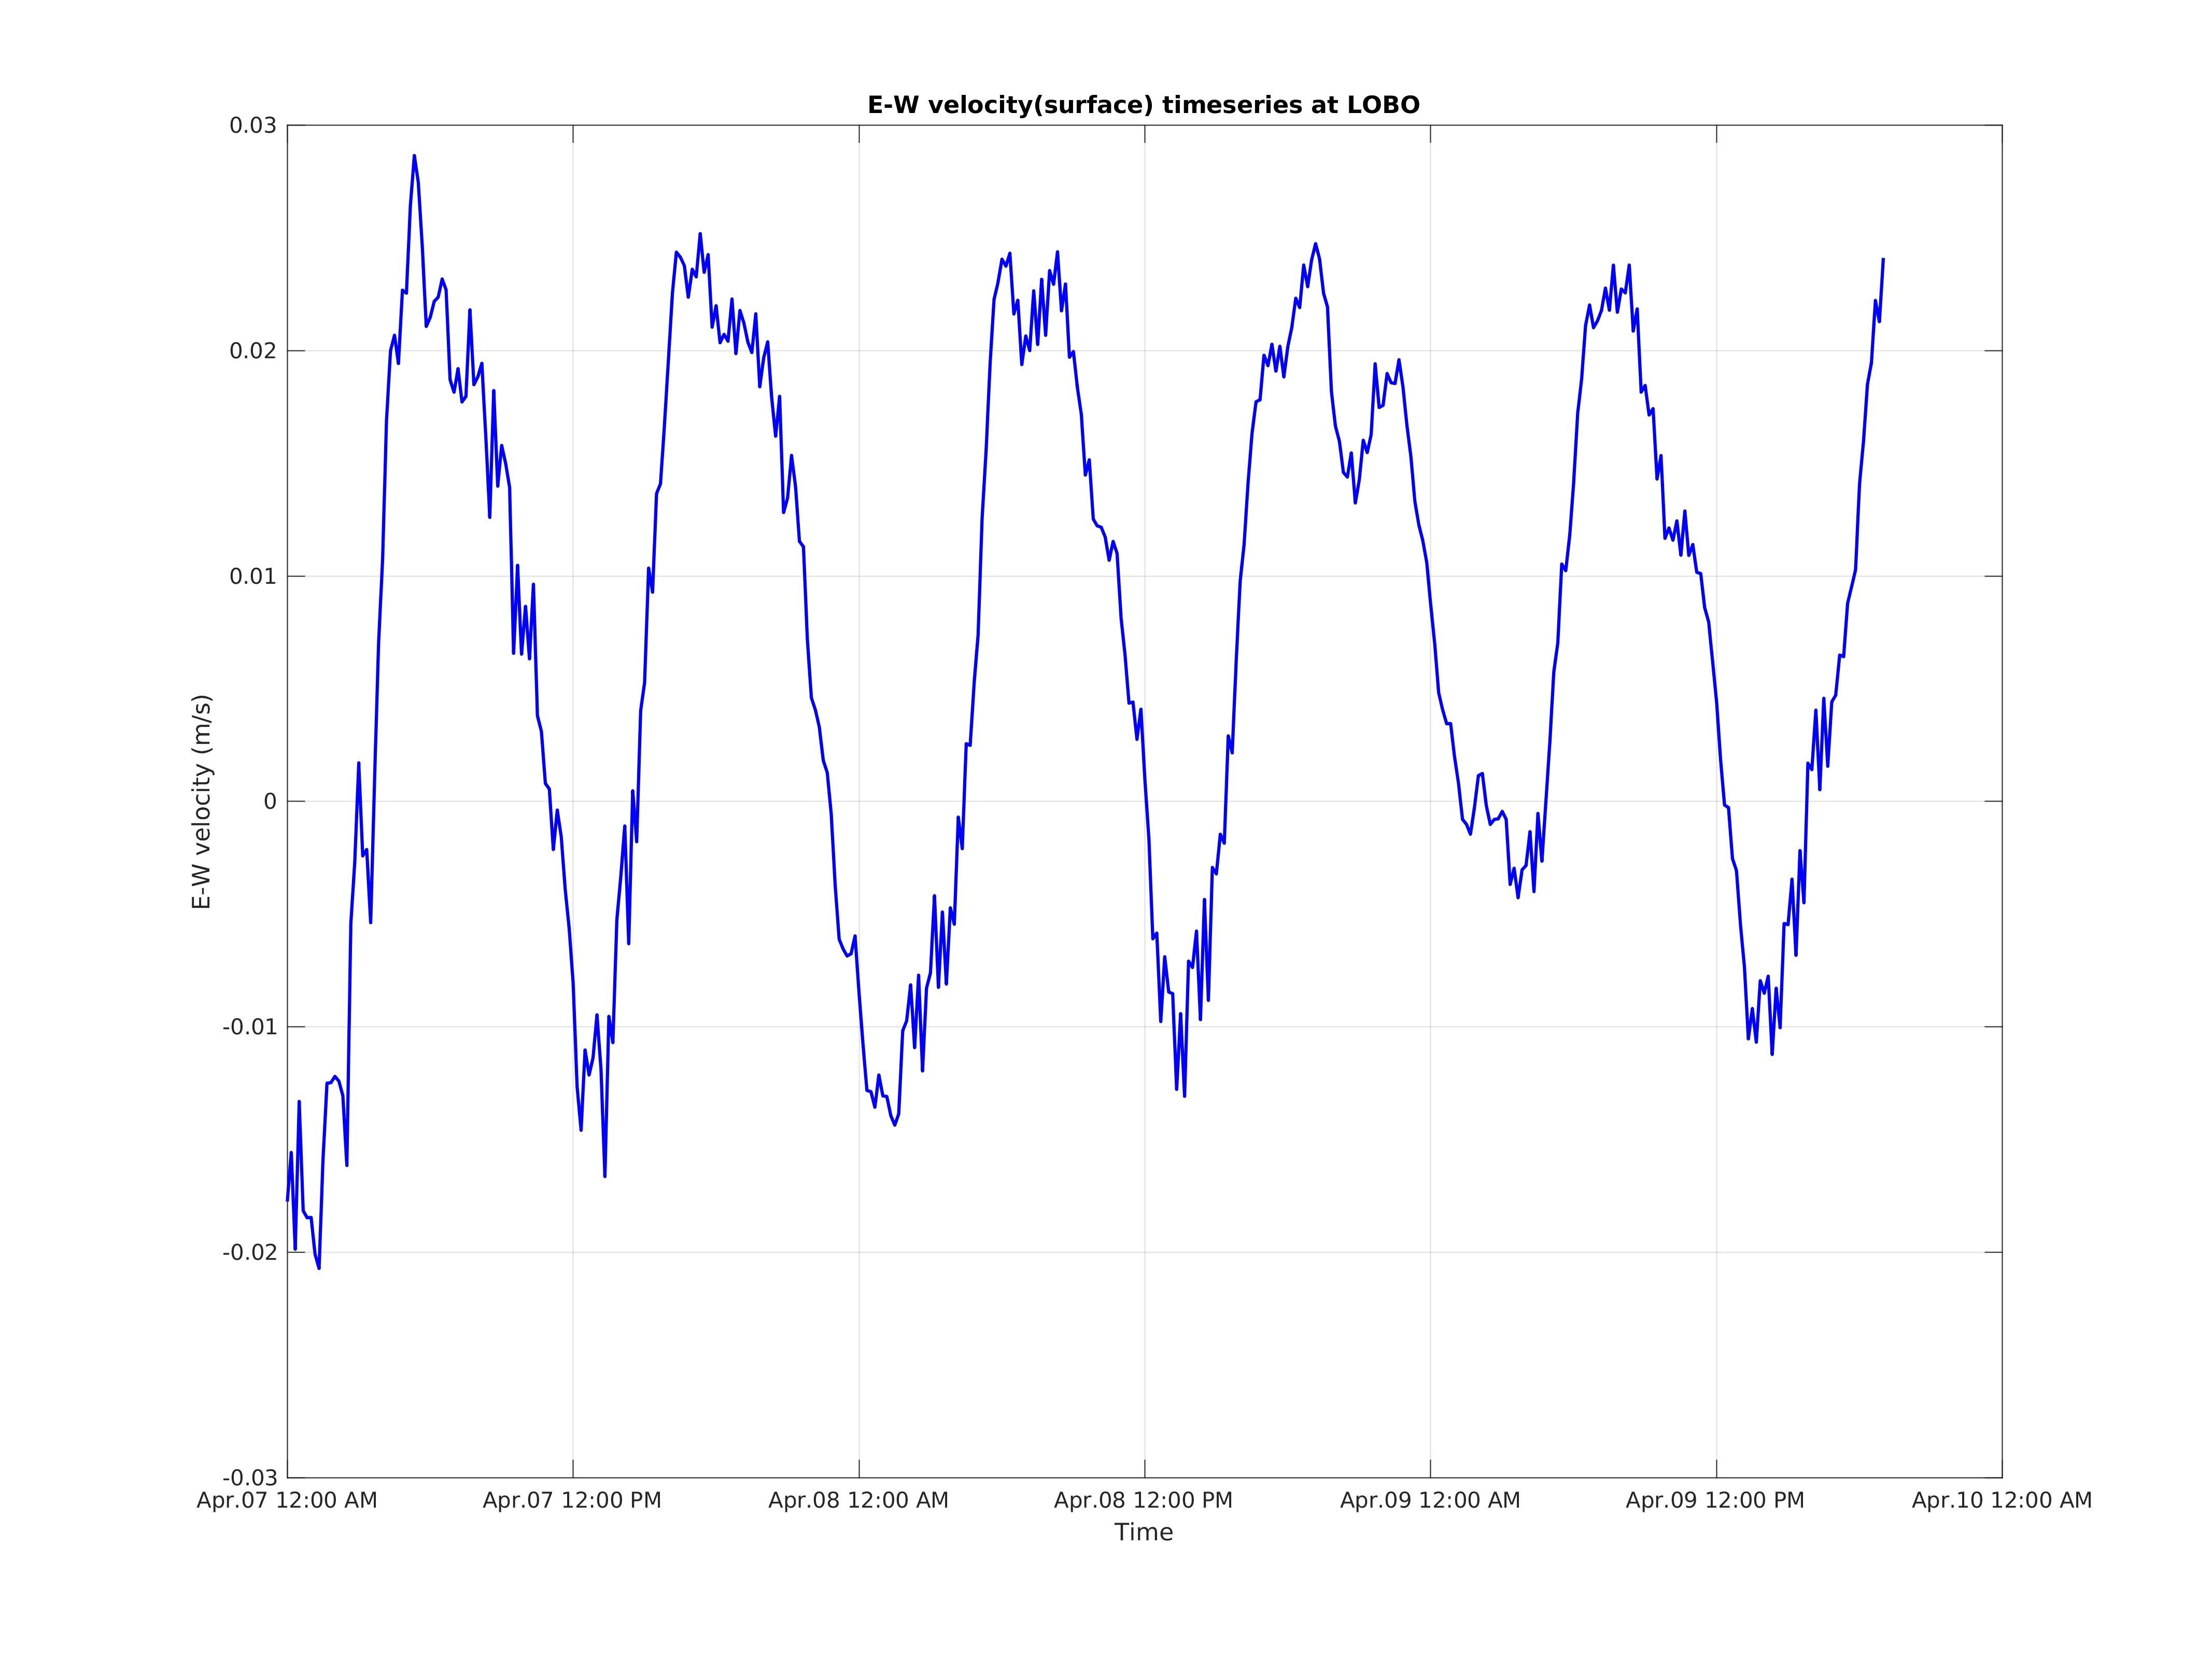 E-W velocity(surface) timeseries at LOBO
0.03
0.02
0.01
0
-0.01
-0.02
-0.03
E-W velocity (m/s)
Apr.07 12:00 AM Apr.07 12:00 PM Apr.08 12:00 AM Apr.08 12:00 PM Apr.09 12:00 AM Apr.09 12:00 PM Apr.10 12:00 AM
Time